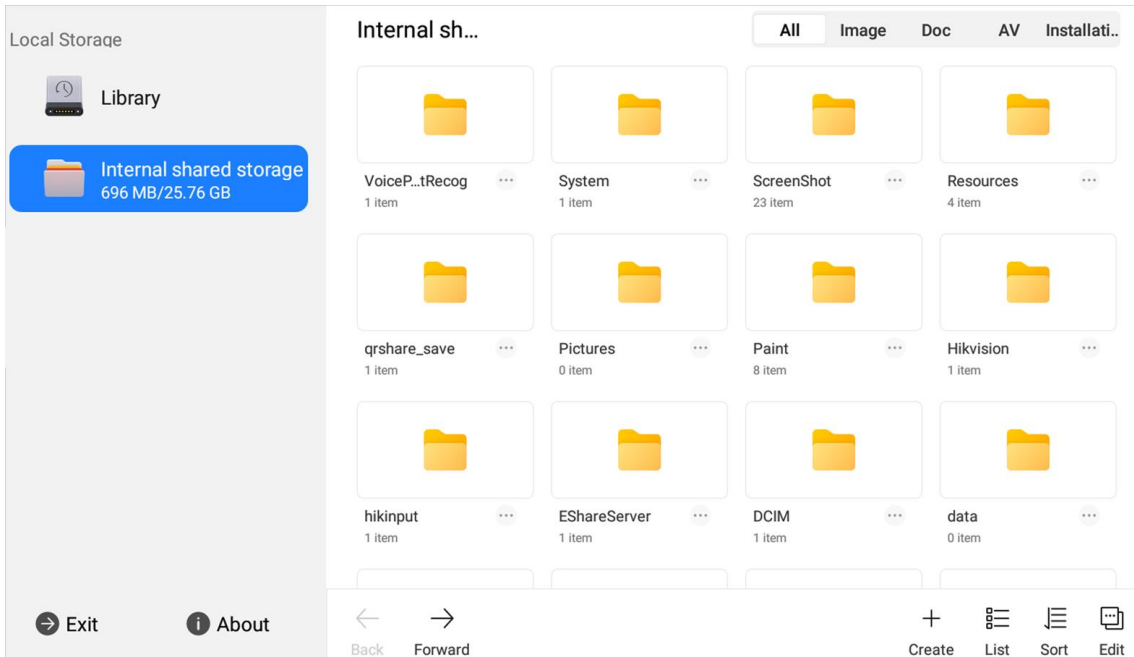 Local Storage
Library
Internal shared storage
696 MB/25.76 GB
Exit
About
Internal sh...
All Image Doc AV Installati..
VoiceP...tRecog ...
1 item
System ...
1 item
ScreenShot ...
23 item
Resources ...
4 item
qrshare_save ...
1 item
Pictures ...
0 item
Paint ...
8 item
Hikvision ...
1 item
hikinput ...
1 item
EShareServer ...
1 item
DCIM ...
1 item
data ...
0 item
Back Forward Create List Sort Edit